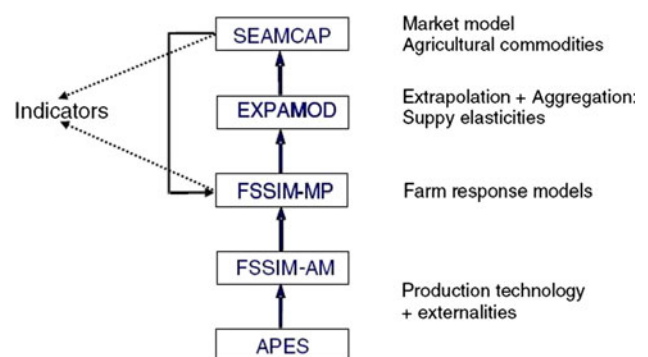 SEAMCAP
Market model
Agricultural commodities
Indicators
EXPAMOD
Extrapolation + Aggregation:
Suppy elasticities
FSSIM-MP
Farm response models
FSSIM-AM
Production technology
+ externalities
APES